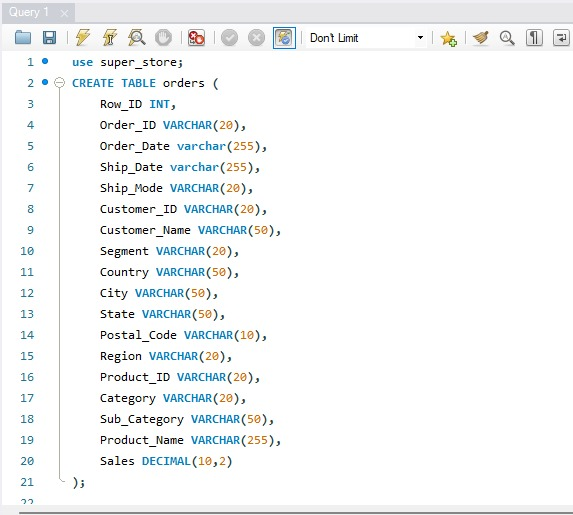 Query 1
Don't Limit
1 use super_store;
2 CREATE TABLE orders (
3 Row_ID INT,
4 Order_ID VARCHAR(20),
5 Order_Date varchar(255),
6 Ship_Date varchar(255),
7 Ship_Mode VARCHAR(20),
8 Customer_ID VARCHAR(20),
9 Customer_Name VARCHAR(50),
10 Segment VARCHAR(20),
11 Country VARCHAR(50),
12 City VARCHAR(50),
13 State VARCHAR(50),
14 Postal_Code VARCHAR(10),
15 Region VARCHAR(20),
16 Product_ID VARCHAR(20),
17 Category VARCHAR(20),
18 Sub_Category VARCHAR(50),
19 Product_Name VARCHAR(255),
20 Sales DECIMAL(10,2)
21 );
22